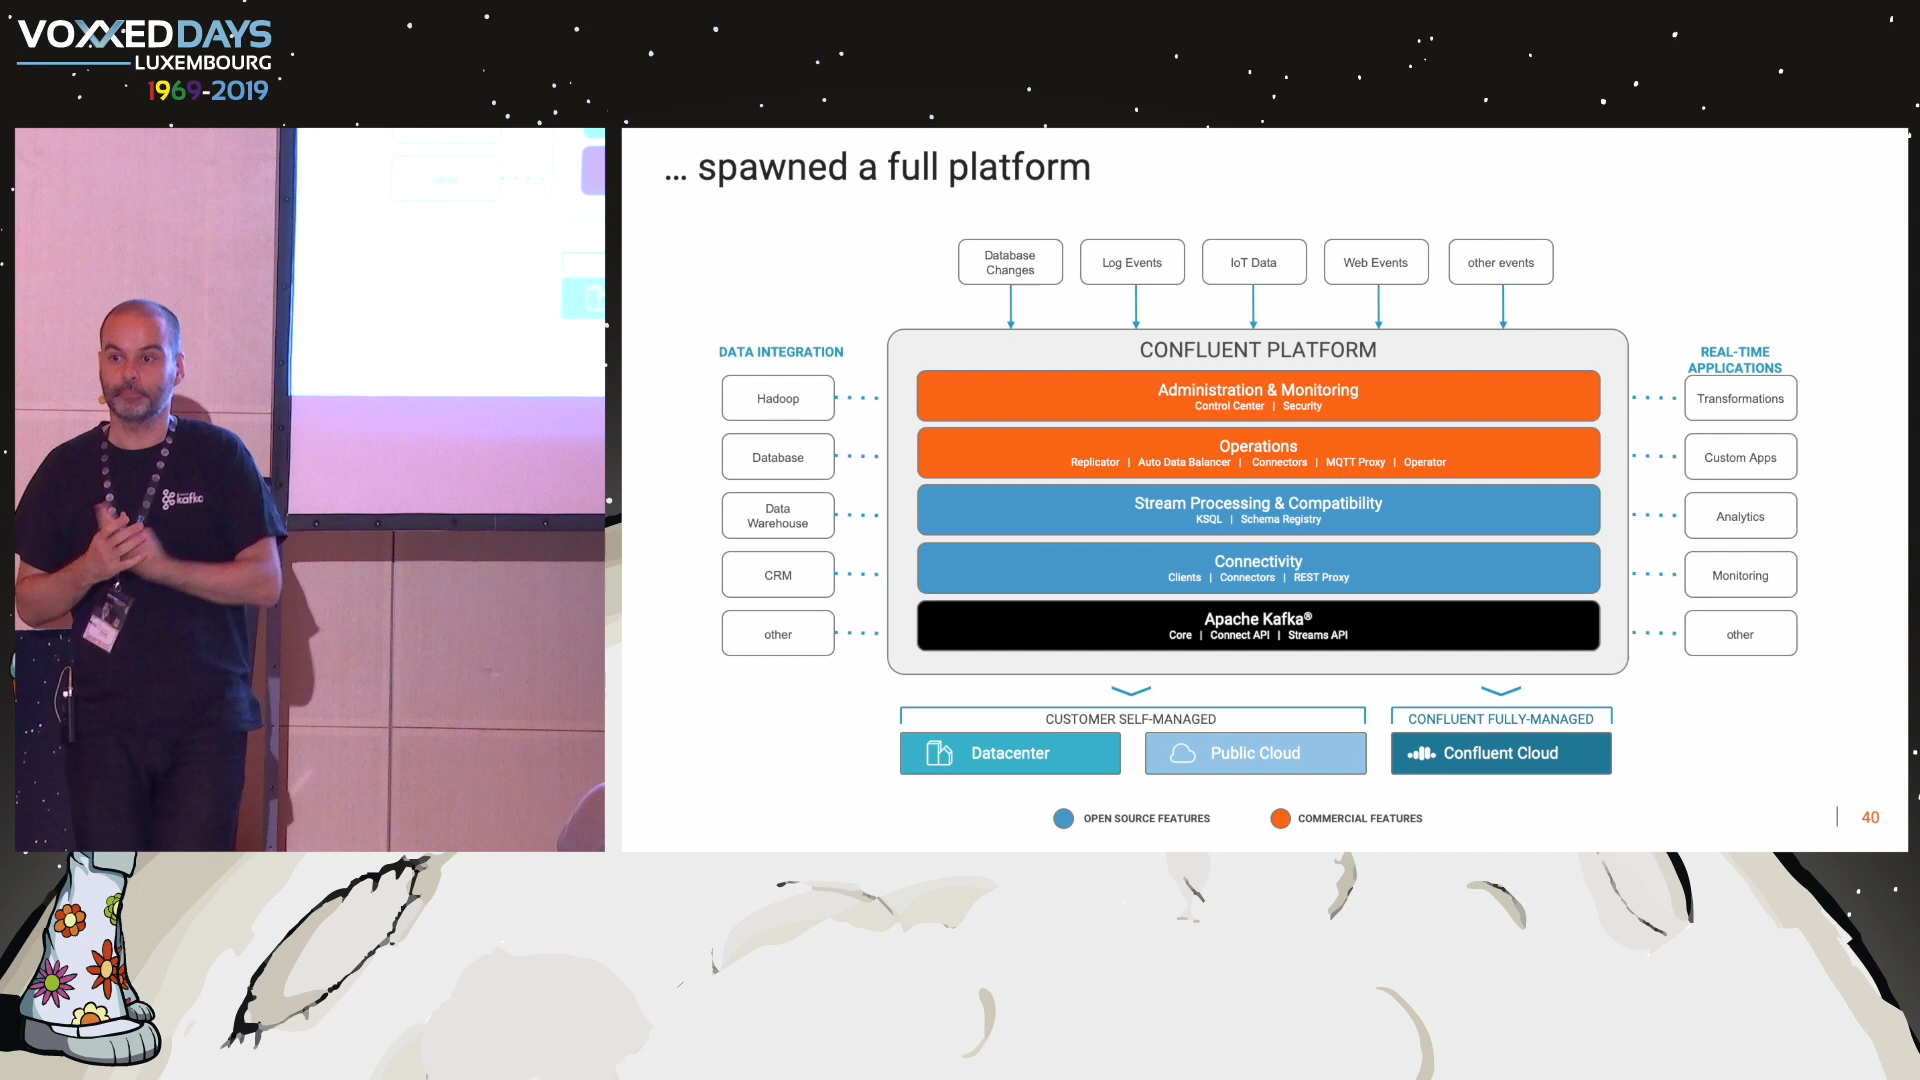 VOXXEDDAYS
LUXEMBOURG
1969-2019
kafka
... spawned a full platform
Database
Changes
Log Events
IoT Data
Web Events
other events
DATA INTEGRATION
Hadoop
Database
Data
Warehouse
CRM
other
CONFLUENT PLATFORM
Administration & Monitoring
Control Center | Security
Operations
Replicator | Auto Data Balancer | Connectors | MQTT Proxy | Operator
Stream Processing & Compatibility
KSQL | Schema Registry
Connectivity
Clients | Connectors | REST Proxy
Apache Kafka®
Core | Connect API | Streams API
REAL-TIME
APPLICATIONS
Transformations
Custom Apps
Analytics
Monitoring
other
CUSTOMER SELF-MANAGED
CONFLUENT FULLY-MANAGED
Datacenter
Public Cloud
Confluent Cloud
OPEN SOURCE FEATURES
COMMERCIAL FEATURES
40